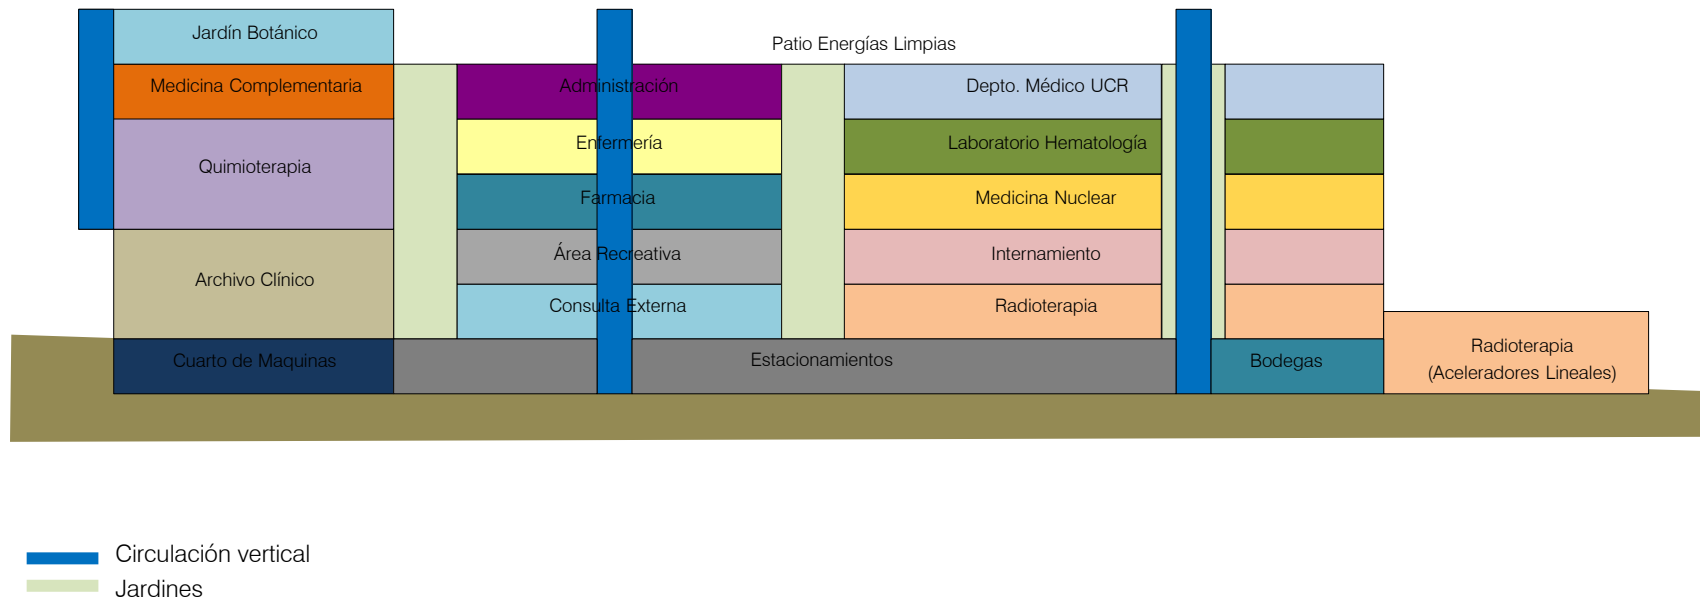 Jardín Botánico
Patio Energías Limpias
Medicina Complementaria
Administración
Depto. Médico UCR
Quimioterapia
Enfermería
Laboratorio Hematología
Farmacia
Medicina Nuclear
Archivo Clínico
Área Recreativa
Internamiento
Consulta Externa
Radioterapia
Cuarto de Maquinas
Estacionamientos
Bodegas
Radioterapia
(Aceleradores Lineales)
Circulación vertical
Jardines